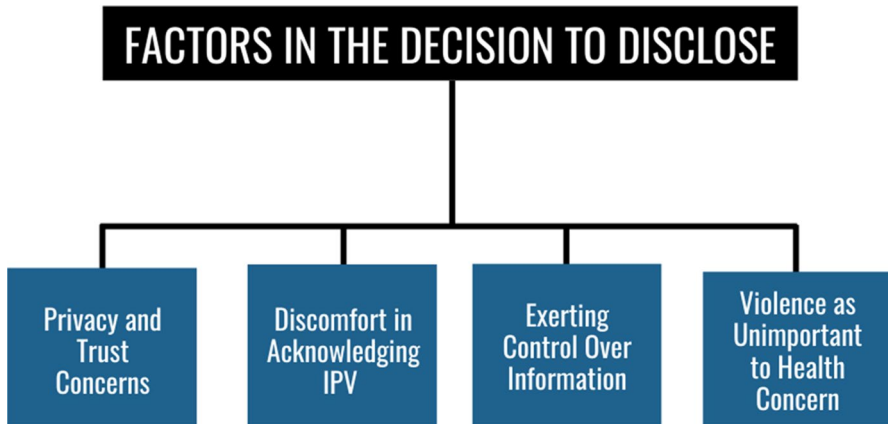 FACTORS IN THE DECISION TO DISCLOSE
Privacy and
Trust
Concerns
Discomfort in
Acknowledging
IPV
Exerting
Control Over
Information
Violence as
Unimportant
to Health
Concern